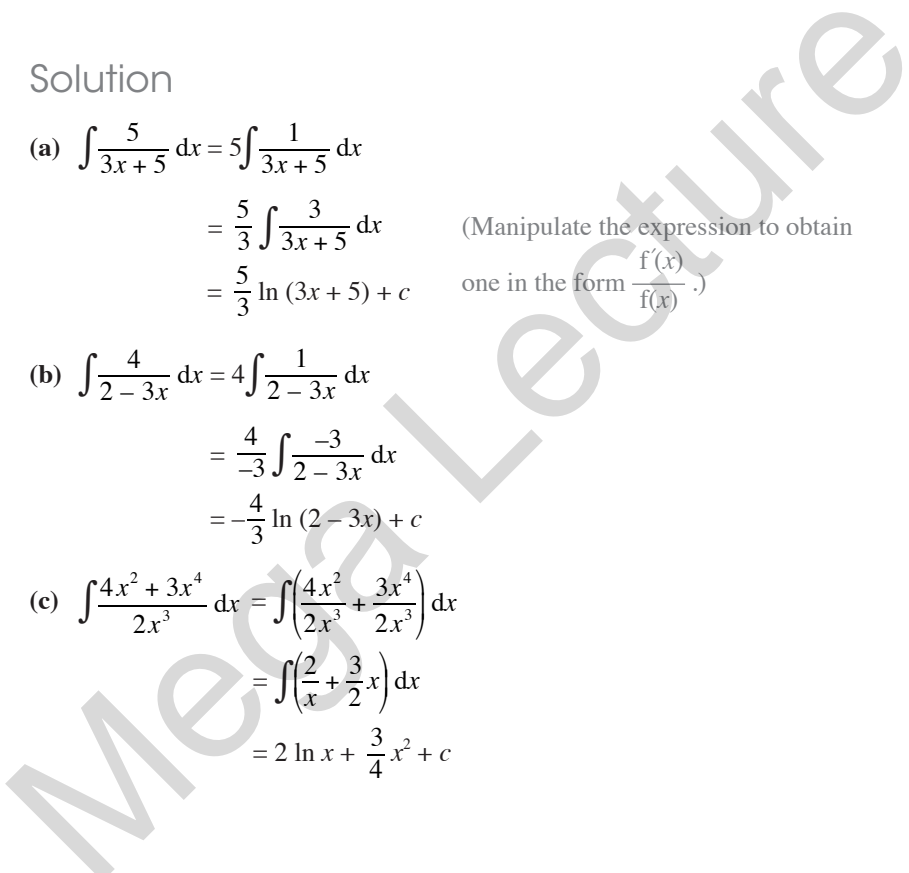 Solution
(a) ∫ 5/(3x + 5) dx = 5∫ 1/(3x + 5) dx
= 5/3 ∫ 3/(3x + 5) dx (Manipulate the expression to obtain
one in the form f′(x)/f(x) .)
= 5/3 ln (3x + 5) + c
(b) ∫ 4/(2 – 3x) dx = 4∫ 1/(2 – 3x) dx
= 4/–3 ∫ –3/(2 – 3x) dx
= –4/3 ln (2 – 3x) + c
(c) ∫ (4x² + 3x⁴)/2x³ dx = ∫(4x²/2x³ + 3x⁴/2x³) dx
= ∫(2/x + 3/2 x) dx
= 2 ln x + 3/4 x² + c
Mega Lecture